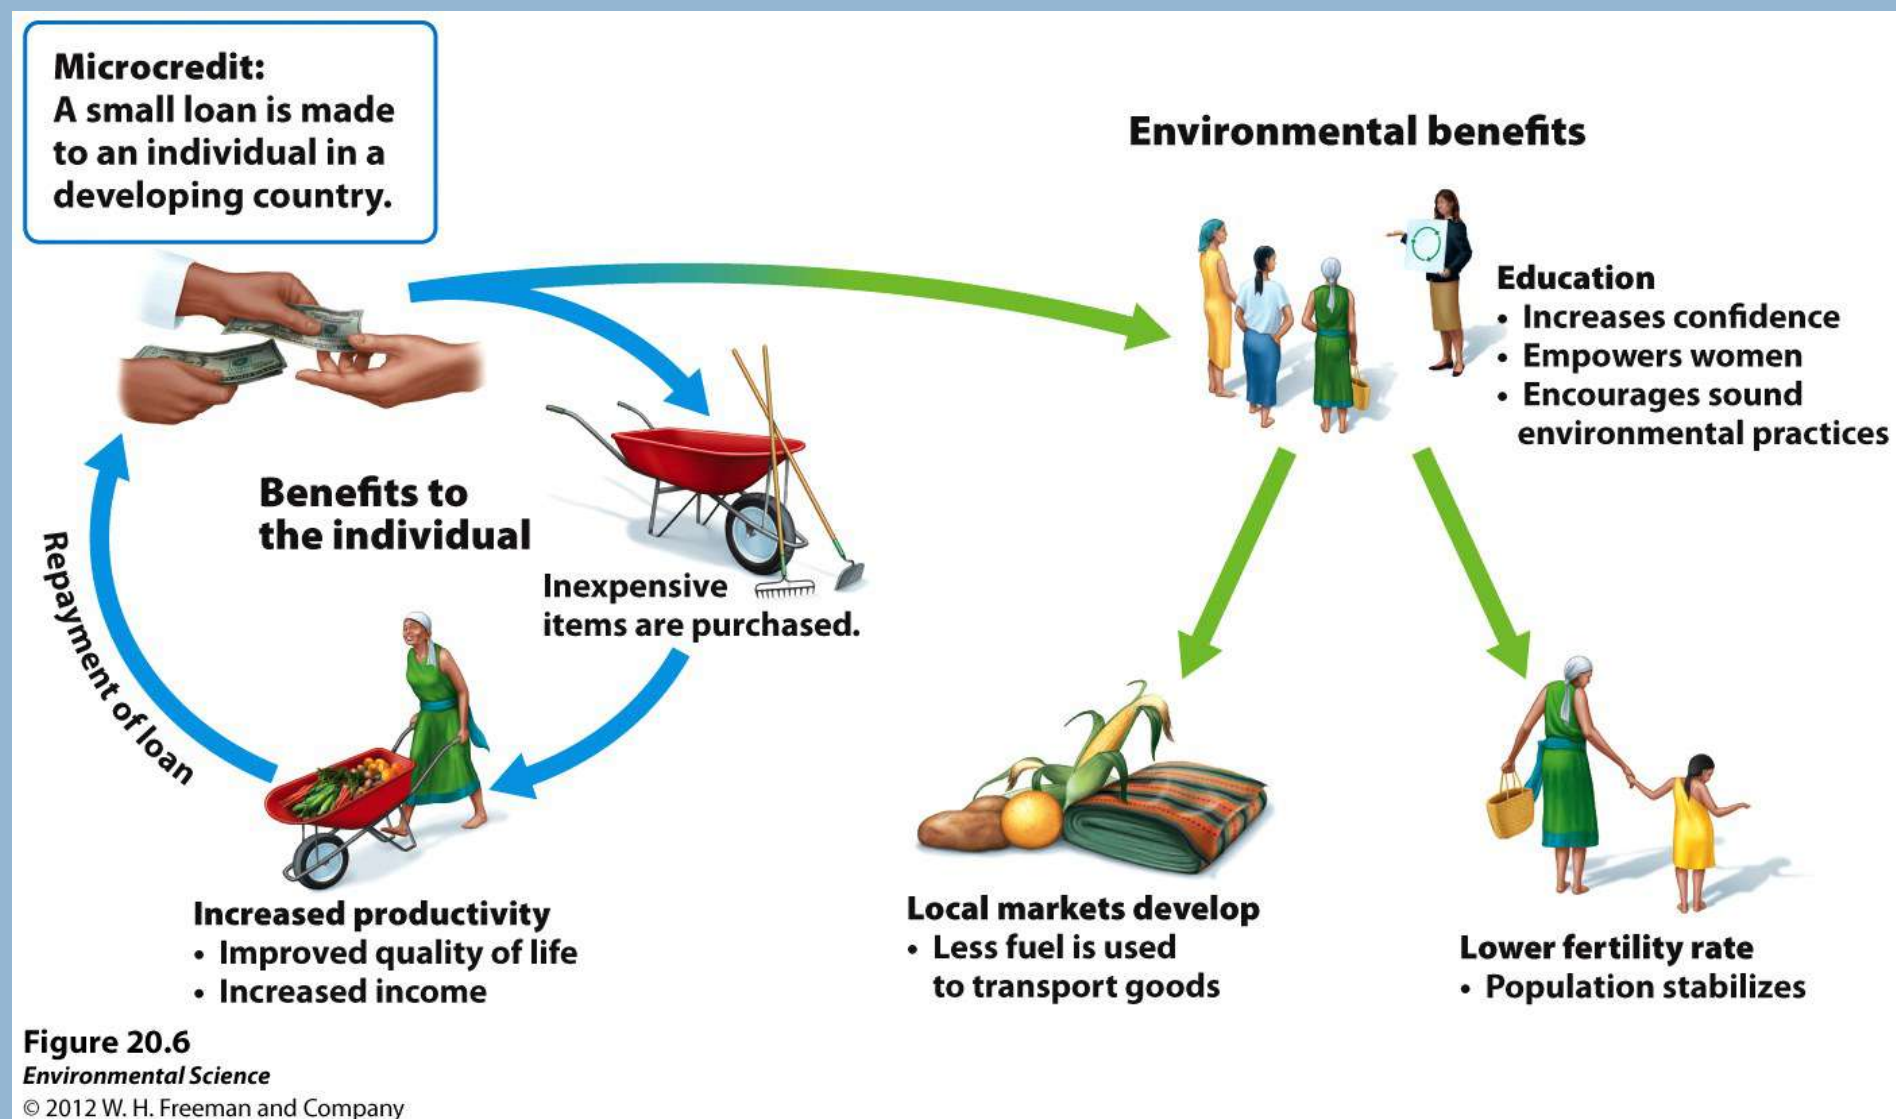 Microcredit:
A small loan is made
to an individual in a
developing country.
Benefits to
the individual
Inexpensive
items are purchased.
Repayment of loan
Increased productivity
• Improved quality of life
• Increased income
Environmental benefits
Education
• Increases confidence
• Empowers women
• Encourages sound
environmental practices
Local markets develop
• Less fuel is used
to transport goods
Lower fertility rate
• Population stabilizes
Figure 20.6
Environmental Science
© 2012 W. H. Freeman and Company